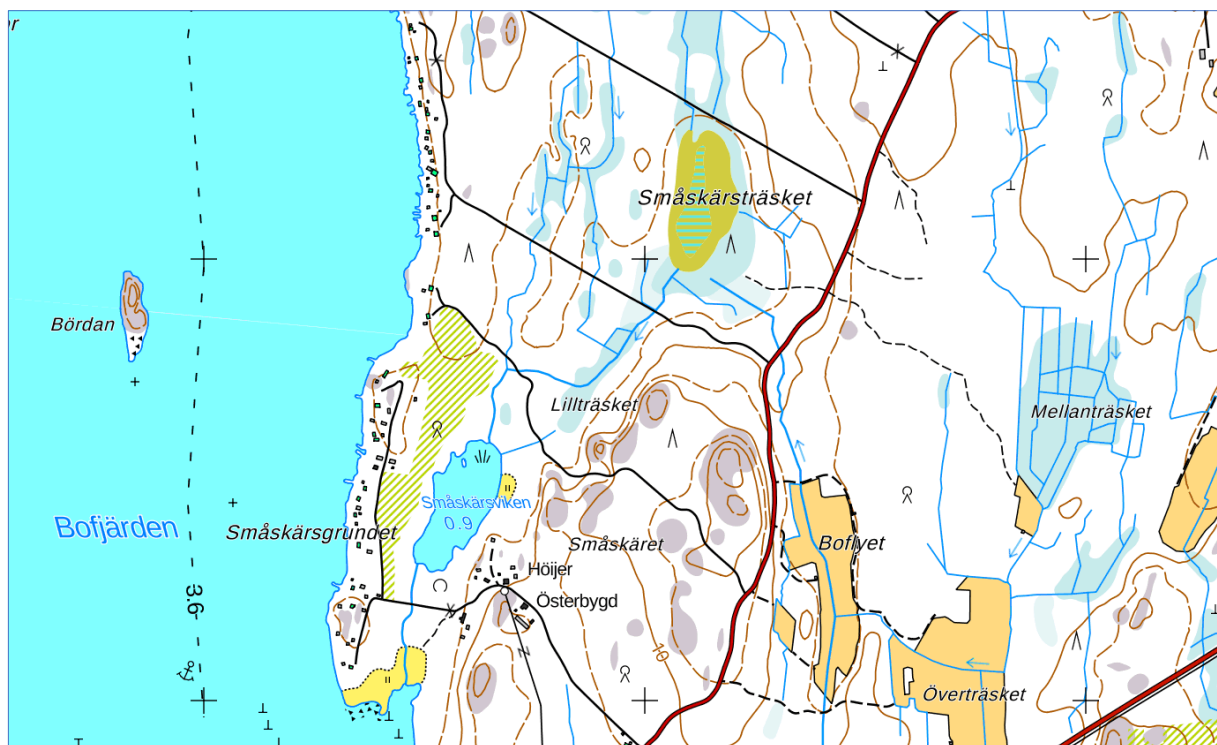 Småskärsträsket
Bördan
Lillträsket
Mellanträsket
Småskärsviken
0.9
Bofjärden
Småskärsgrundet
Småskäret
Boflyet
Höijer
Österbygd
3.6
10
Överträsket